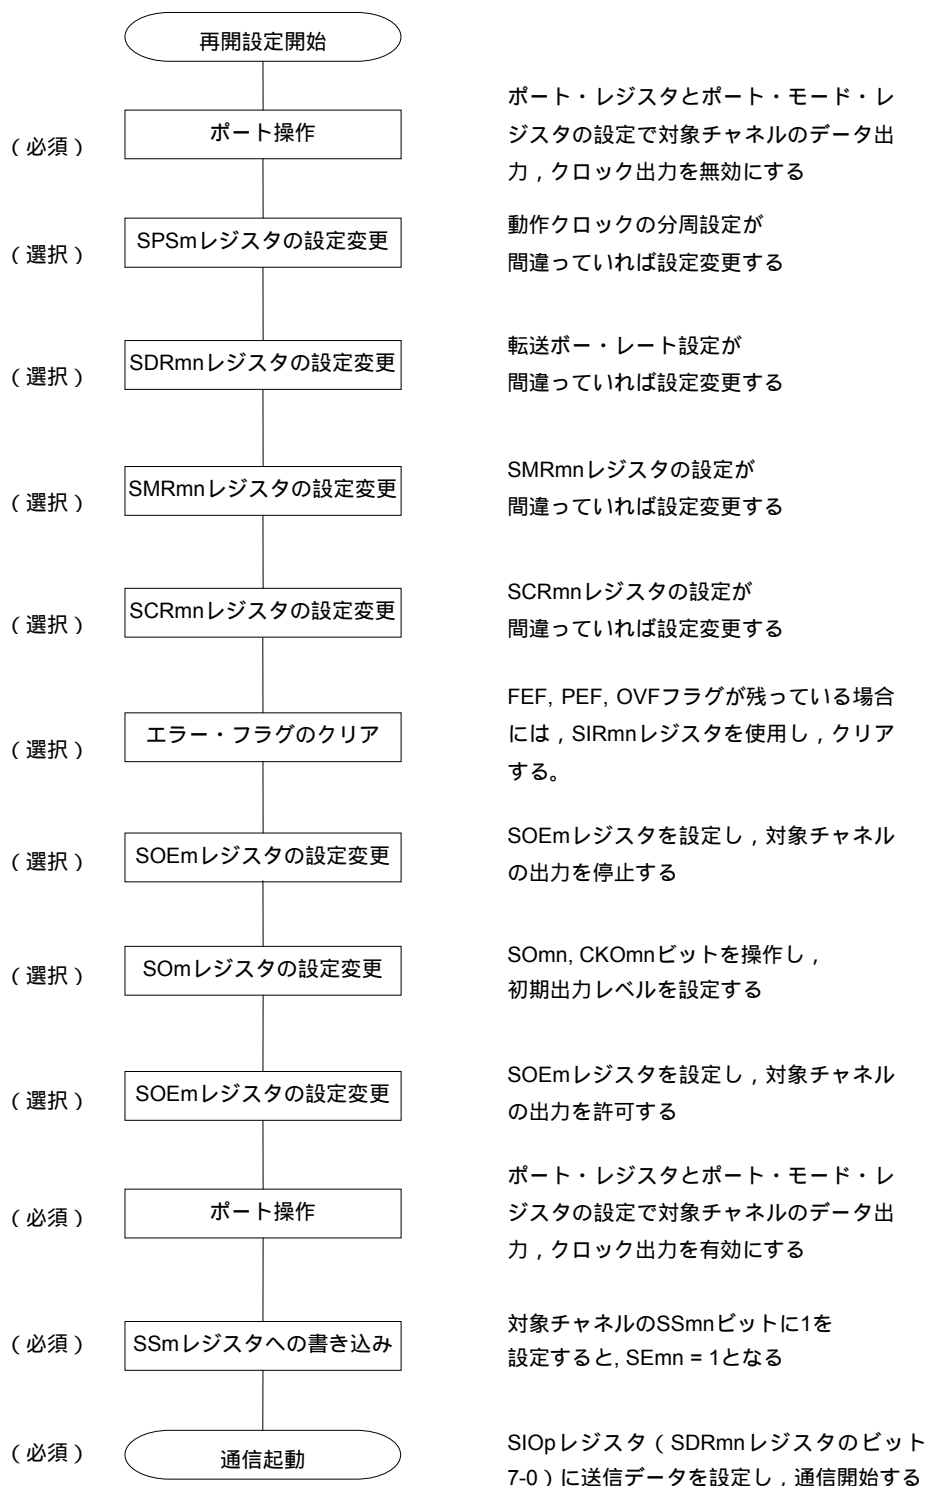 再開設定開始
(必須)
ポート操作
ポート・レジスタとポート・モード・レ
ジスタの設定で対象チャネルのデータ出
力,クロック出力を無効にする
(選択)
SPSmレジスタの設定変更
動作クロックの分周設定が
間違っていれば設定変更する
(選択)
SDRmnレジスタの設定変更
転送ボー・レート設定が
間違っていれば設定変更する
(選択)
SMRmnレジスタの設定変更
SMRmnレジスタの設定が
間違っていれば設定変更する
(選択)
SCRmnレジスタの設定変更
SCRmnレジスタの設定が
間違っていれば設定変更する
(選択)
エラー・フラグのクリア
FEF, PEF, OVFフラグが残っている場合
には,SIRmnレジスタを使用し,クリア
する。
(選択)
SOEmレジスタの設定変更
SOEmレジスタを設定し,対象チャネル
の出力を停止する
(選択)
SOmレジスタの設定変更
SOmn, CKOmnビットを操作し,
初期出力レベルを設定する
(選択)
SOEmレジスタの設定変更
SOEmレジスタを設定し,対象チャネル
の出力を許可する
(必須)
ポート操作
ポート・レジスタとポート・モード・レ
ジスタの設定で対象チャネルのデータ出
力,クロック出力を有効にする
(必須)
SSmレジスタへの書き込み
対象チャネルのSSmnビットに1を
設定すると, SEmn = 1となる
(必須)
通信起動
SIOpレジスタ(SDRmnレジスタのビット
7-0)に送信データを設定し,通信開始する